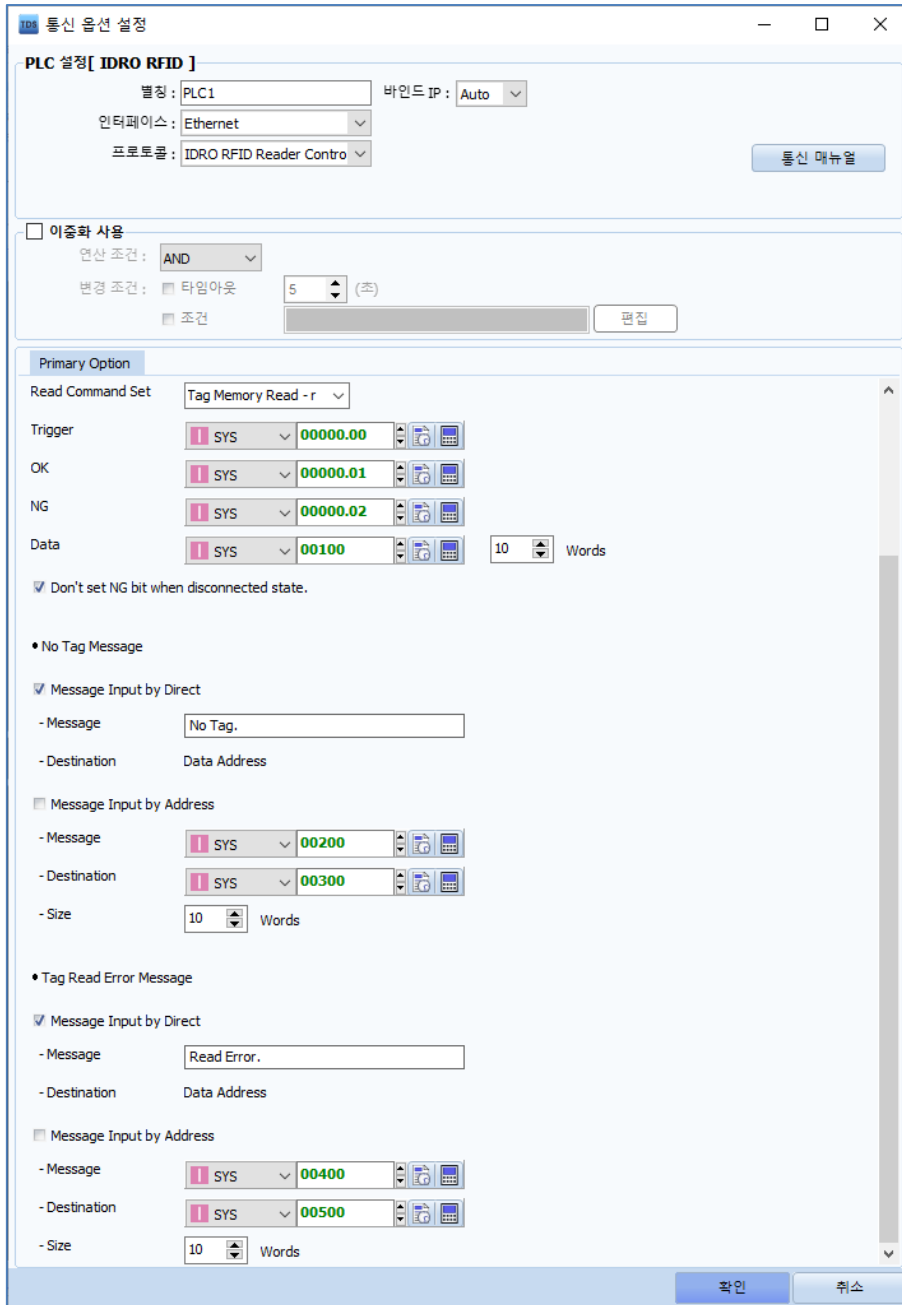 TDS 통신 옵션 설정
PLC 설정[ IDRO RFID ]
별칭 : PLC1 바인드 IP : Auto
인터페이스 : Ethernet
프로토콜 : IDRO RFID Reader Contro
통신 매뉴얼
이중화 사용
연산 조건 : AND
변경 조건 : 타임아웃 5 (초)
조건 편집
Primary Option
Read Command Set Tag Memory Read - r
Trigger SYS 00000.00
OK SYS 00000.01
NG SYS 00000.02
Data SYS 00100 10 Words
Don't set NG bit when disconnected state.
• No Tag Message
Message Input by Direct
- Message No Tag.
- Destination Data Address
Message Input by Address
- Message SYS 00200
- Destination SYS 00300
- Size 10 Words
• Tag Read Error Message
Message Input by Direct
- Message Read Error.
- Destination Data Address
Message Input by Address
- Message SYS 00400
- Destination SYS 00500
- Size 10 Words
확인 취소